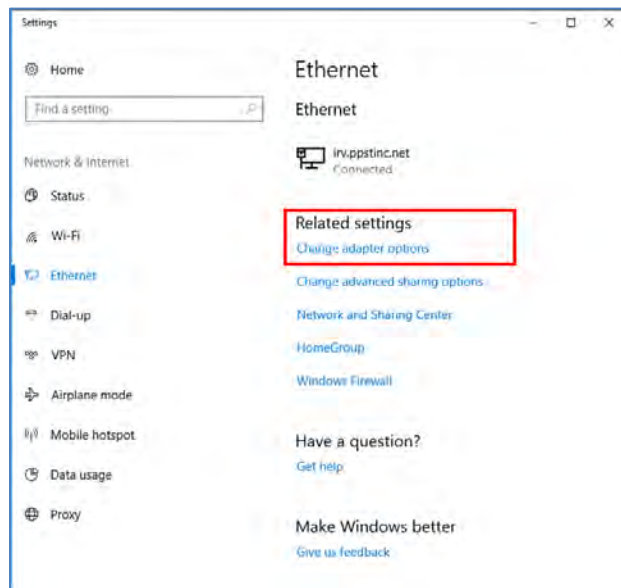 Settings
Home
Find a setting
Network & Internet
Status
Wi-Fi
Ethernet
Dial-up
VPN
Airplane mode
Mobile hotspot
Data usage
Proxy
Ethernet
Ethernet
irv.ppstinc.net
Connected
Related settings
Change adapter options
Change advanced sharing options
Network and Sharing Center
HomeGroup
Windows Firewall
Have a question?
Get help
Make Windows better
Give us feedback